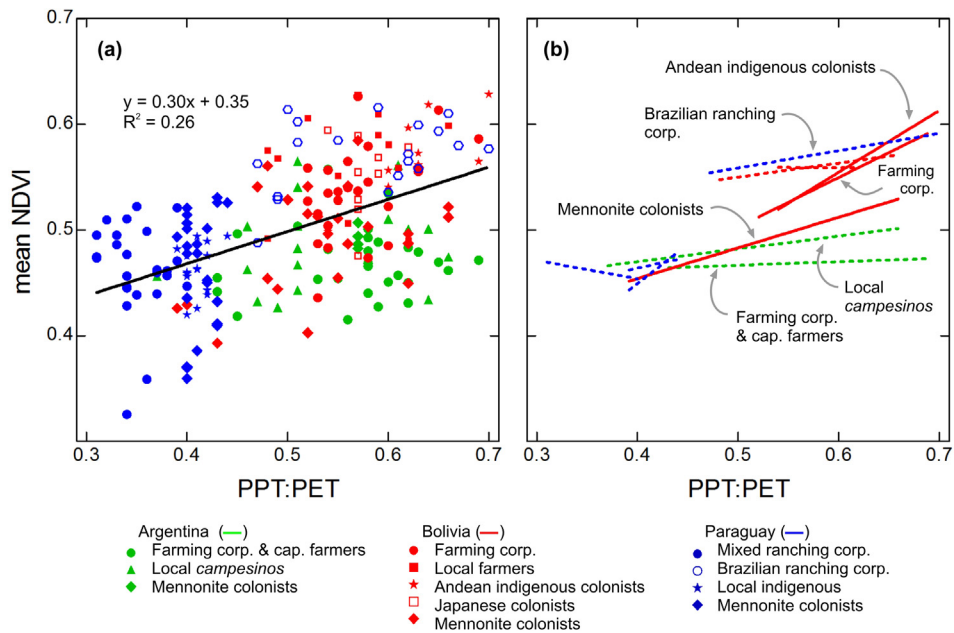 (a)
y = 0.30x + 0.35
R² = 0.26
mean NDVI
0.7
0.6
0.5
0.4
0.3
0.4
0.5
0.6
0.7
PPT:PET
(b)
Andean indigenous colonists
Brazilian ranching
corp.
Farming
corp.
Mennonite colonists
Local
campesinos
Farming corp.
& cap. farmers
0.3
0.4
0.5
0.6
0.7
PPT:PET
Argentina (—)
Farming corp. & cap. farmers
Local campesinos
Mennonite colonists
Bolivia (—)
Farming corp.
Local farmers
Andean indigenous colonists
Japanese colonists
Mennonite colonists
Paraguay (—)
Mixed ranching corp.
Brazilian ranching corp.
Local indigenous
Mennonite colonists